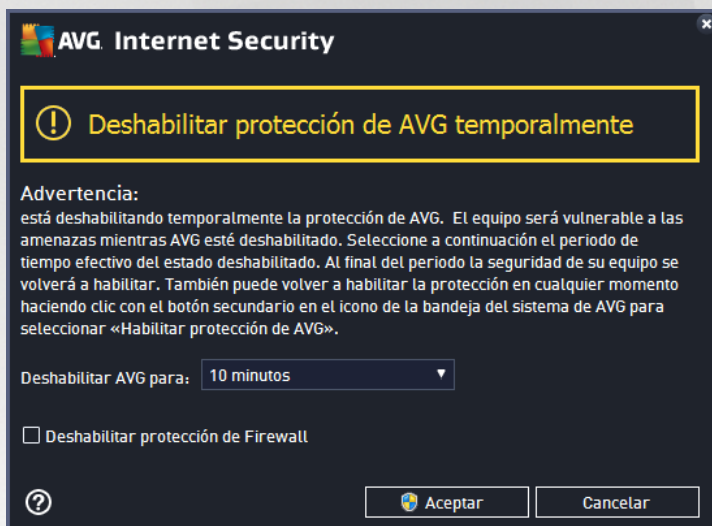 AVG. Internet Security
Deshabilitar protección de AVG temporalmente
Advertencia:
está deshabilitando temporalmente la protección de AVG. El equipo será vulnerable a las
amenazas mientras AVG esté deshabilitado. Seleccione a continuación el periodo de
tiempo efectivo del estado deshabilitado. Al final del periodo la seguridad de su equipo se
volverá a habilitar. También puede volver a habilitar la protección en cualquier momento
haciendo clic con el botón secundario en el icono de la bandeja del sistema de AVG para
seleccionar «Habilitar protección de AVG».
Deshabilitar AVG para: 10 minutos
Deshabilitar protección de Firewall
Aceptar Cancelar